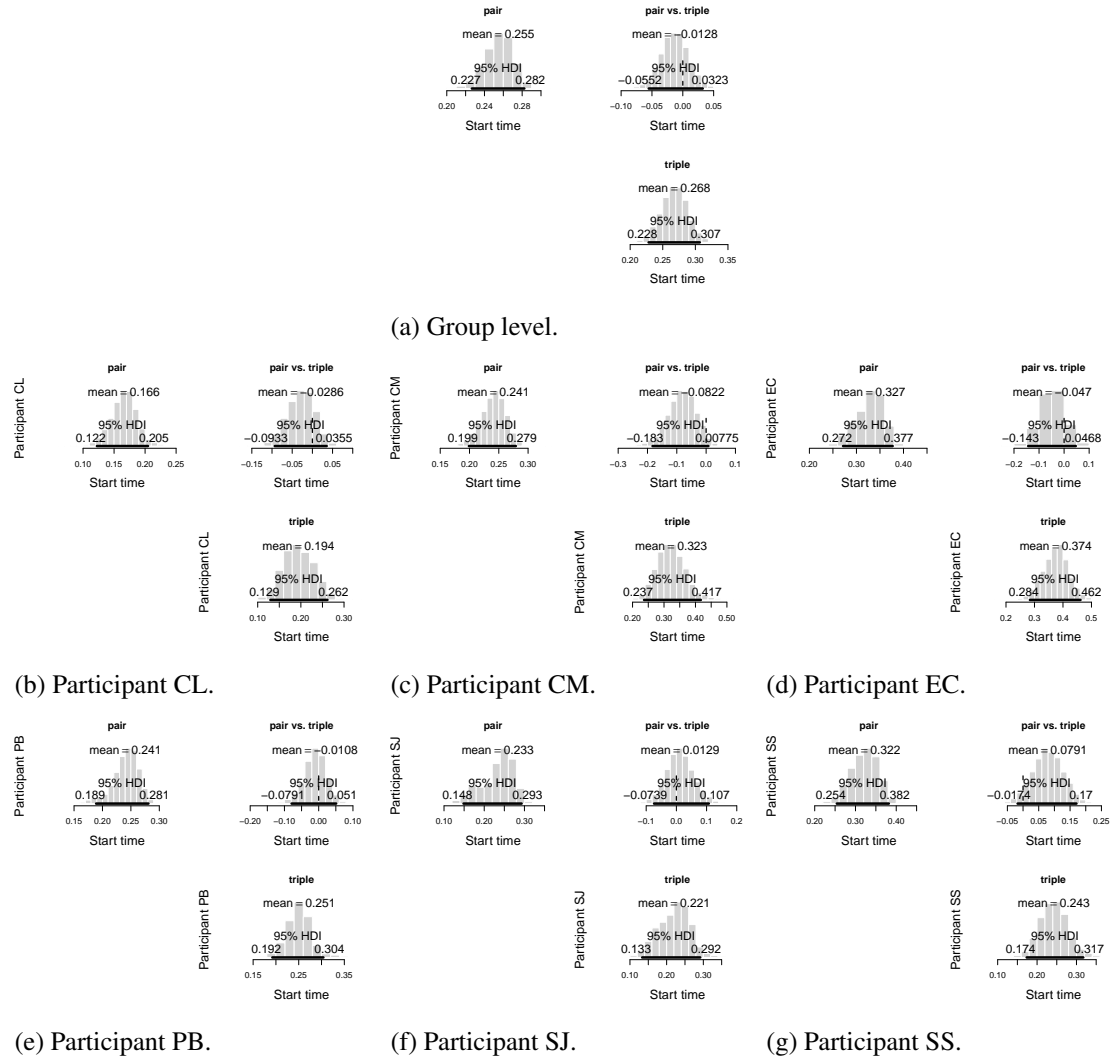 pair
mean = 0.255
95% HDI
0.227 0.282
0.20 0.24 0.28
Start time
pair vs. triple
mean = −0.0128
95% HDI
−0.0552 0.0323
−0.10 −0.05 0.00 0.05
Start time
triple
mean = 0.268
95% HDI
0.228 0.307
0.20 0.25 0.30 0.35
Start time
(a) Group level.
Participant CL
pair
mean = 0.166
95% HDI
0.122 0.205
0.10 0.15 0.20 0.25
Start time
pair vs. triple
mean = −0.0286
95% HDI
−0.0933 0.0355
−0.15 −0.05 0.05
Start time
Participant CL
triple
mean = 0.194
95% HDI
0.129 0.262
0.10 0.20 0.30
Start time
(b) Participant CL.
Participant CM
pair
mean = 0.241
95% HDI
0.199 0.279
0.15 0.20 0.25 0.30
Start time
pair vs. triple
mean = −0.0822
95% HDI
−0.183 0.00775
−0.3 −0.2 −0.1 0.0 0.1
Start time
Participant CM
triple
mean = 0.323
95% HDI
0.237 0.417
0.20 0.30 0.40 0.50
Start time
(c) Participant CM.
Participant EC
pair
mean = 0.327
95% HDI
0.272 0.377
0.20 0.30 0.40
Start time
pair vs. triple
mean = −0.047
95% HDI
−0.143 0.0468
−0.2 −0.1 0.0 0.1
Start time
Participant EC
triple
mean = 0.374
95% HDI
0.284 0.462
0.2 0.3 0.4 0.5
Start time
(d) Participant EC.
Participant PB
pair
mean = 0.241
95% HDI
0.189 0.281
0.15 0.20 0.25 0.30
Start time
pair vs. triple
mean = −0.0108
95% HDI
−0.0791 0.051
−0.20 −0.10 0.00 0.10
Start time
Participant PB
triple
mean = 0.251
95% HDI
0.192 0.304
0.15 0.25 0.35
Start time
(e) Participant PB.
Participant SJ
pair
mean = 0.233
95% HDI
0.148 0.293
0.10 0.20 0.30
Start time
pair vs. triple
mean = 0.0129
95% HDI
−0.0739 0.107
−0.2 −0.1 0.0 0.1 0.2
Start time
Participant SJ
triple
mean = 0.221
95% HDI
0.133 0.292
0.10 0.20 0.30
Start time
(f) Participant SJ.
Participant SS
pair
mean = 0.322
95% HDI
0.254 0.382
0.20 0.30 0.40
Start time
pair vs. triple
mean = 0.0791
95% HDI
−0.0174 0.17
−0.05 0.05 0.15 0.25
Start time
Participant SS
triple
mean = 0.243
95% HDI
0.174 0.317
0.10 0.20 0.30
Start time
(g) Participant SS.